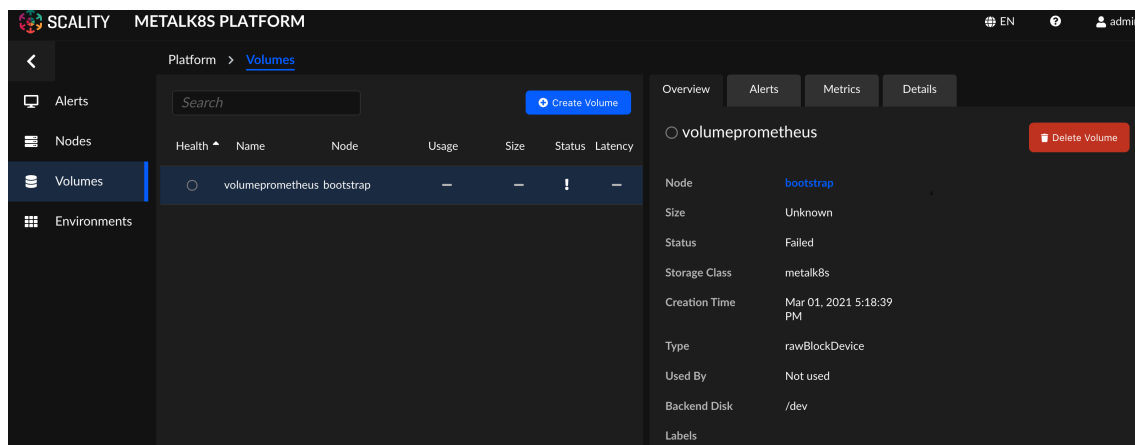 SCALITY METALK8S PLATFORM
EN
Platform > Volumes
Alerts
Nodes
Volumes
Environments
Search
Create Volume
Health Name Node Usage Size Status Latency
volumeprometheus bootstrap – – ! –
Overview Alerts Metrics Details
volumeprometheus
Delete Volume
Node bootstrap
Size Unknown
Status Failed
Storage Class metalk8s
Creation Time Mar 01, 2021 5:18:39
PM
Type rawBlockDevice
Used By Not used
Backend Disk /dev
Labels